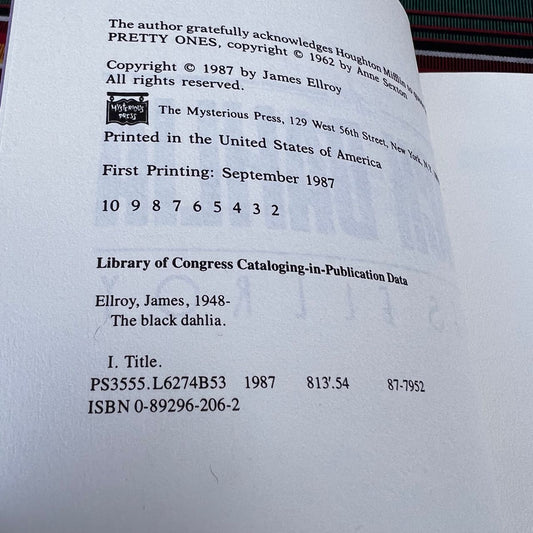 The author gratefully acknowledges Houghton Mifflin
PRETTY ONES, copyright © 1962 by Anne Sexton
Copyright © 1987 by James Ellroy
All rights reserved.
MYSTERIOUS
PRESS
The Mysterious Press, 129 West 56th Street, New York, N.Y.
Printed in the United States of America
First Printing: September 1987
10 9 8 7 6 5 4 3 2
Library of Congress Cataloging-in-Publication Data
Ellroy, James, 1948-
The black dahlia.
I. Title.
PS3555.L6274B53 1987 813'.54 87-7952
ISBN 0-89296-206-2